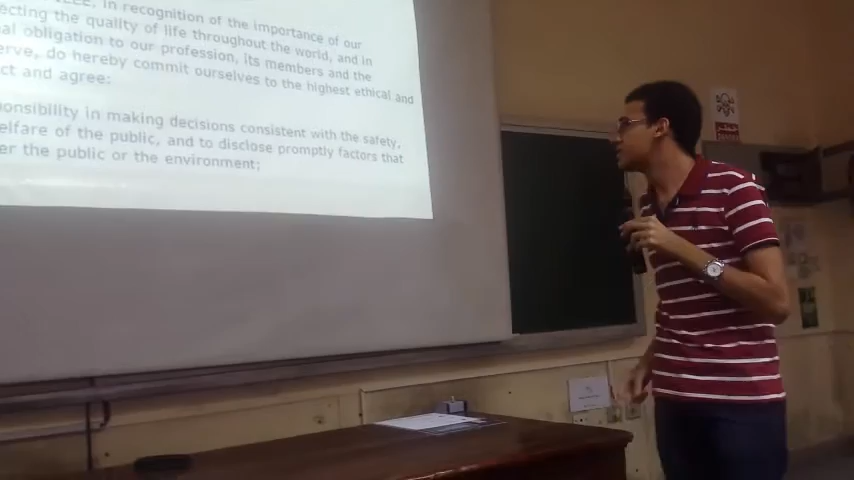 IEEE, in recognition of the importance of our
ecting the quality of life throughout the world, and in
al obligation to our profession, its members and the
erve, do hereby commit ourselves to the highest ethical and
ct and agree:
onsibility in making decisions consistent with the safety,
elfare of the public, and to disclose promptly factors that
er the public or the environment;